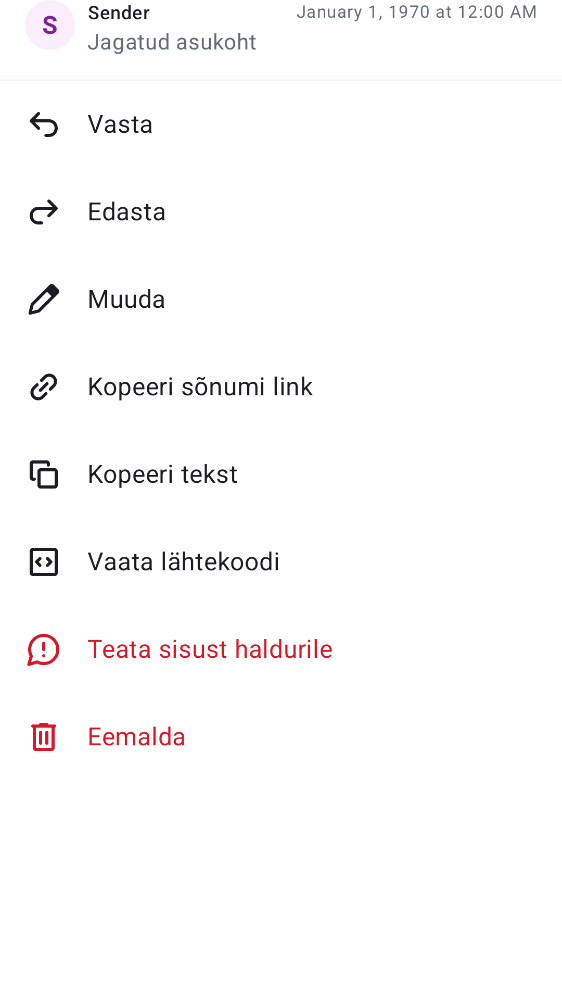 S
Sender
January 1, 1970 at 12:00 AM
Jagatud asukoht
Vasta
Edasta
Muuda
Kopeeri sõnumi link
Kopeeri tekst
Vaata lähtekoodi
Teata sisust haldurile
Eemalda